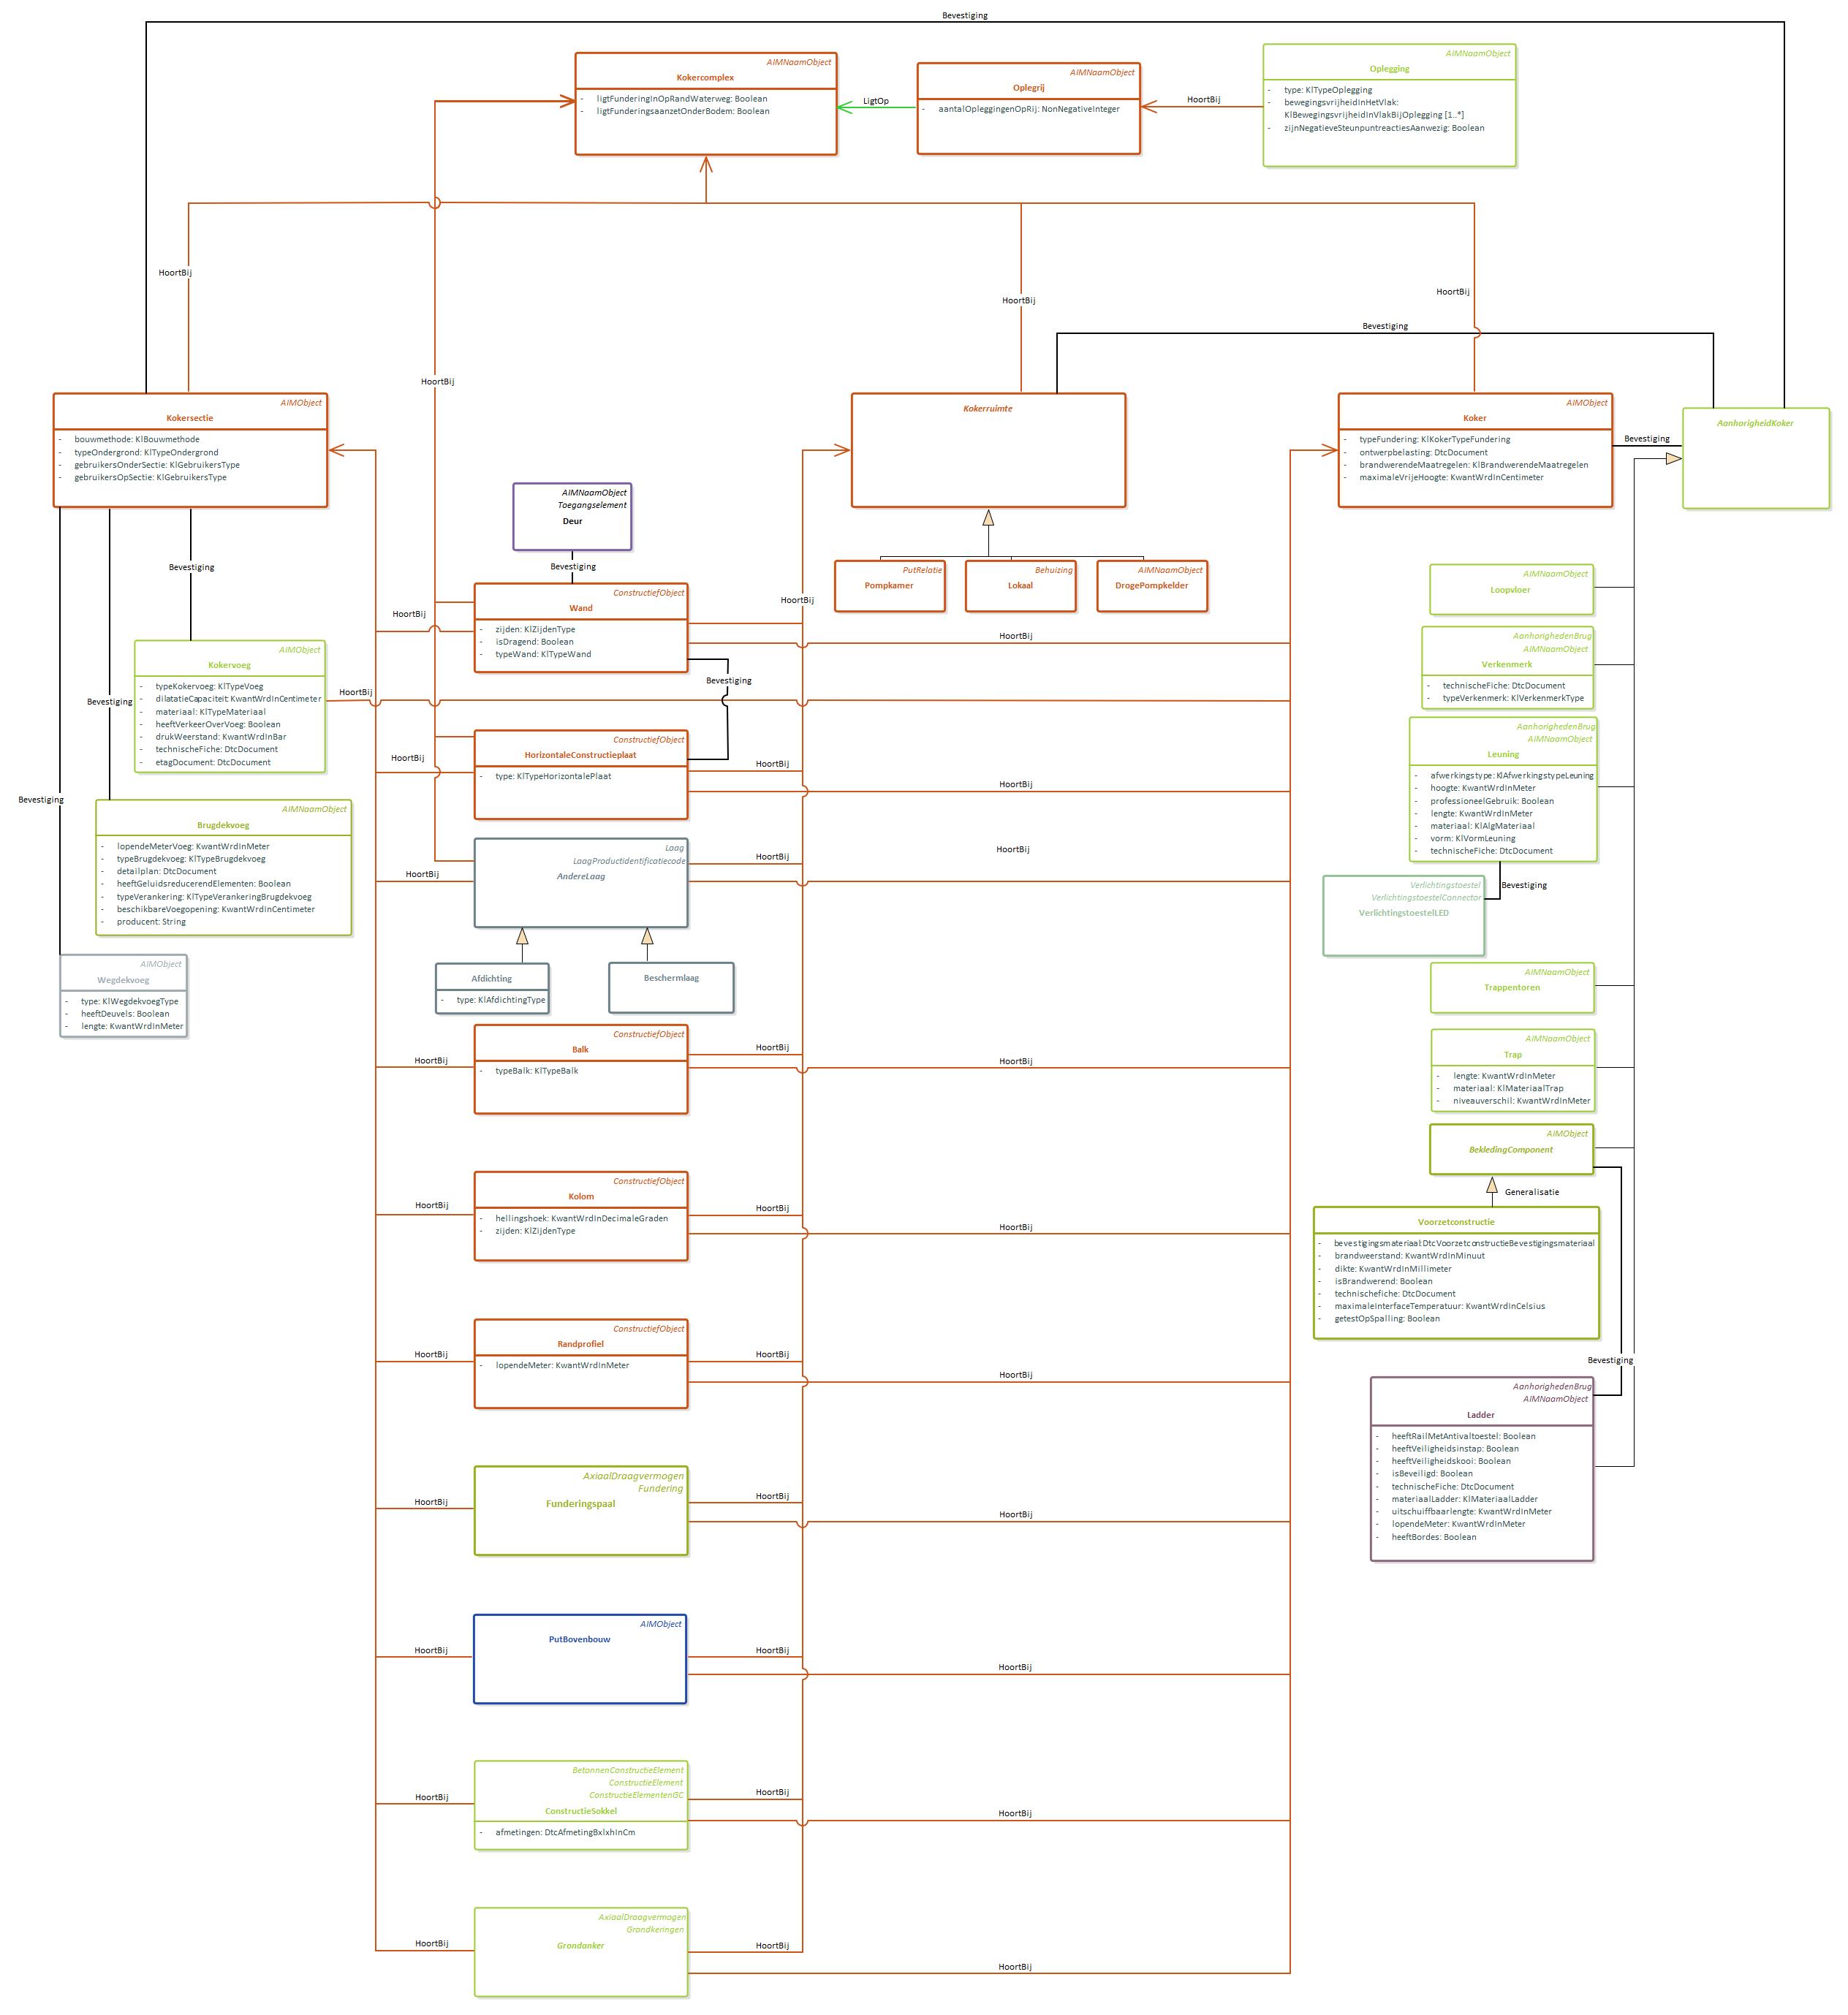 Bevestiging
AIMNaamObject
Kokercomplex
- ligtFunderingInOpRandWaterweg: Boolean
- ligtFunderingsaanzetOnderBodem: Boolean
LigtOp
AIMNaamObject
Oplegrij
- aantalOpleggingenOpRij: NonNegativeInteger
HoortBij
AIMNaamObject
Oplegging
- type: KlTypeOplegging
- bewegingsvrijheidInHetVlak:
KlBewegingsvrijheidInVlakBijOplegging [1..*]
- zijnNegatieveSteunpuntreactiesAanwezig: Boolean
HoortBij
HoortBij
HoortBij
Bevestiging
HoortBij
AIMObject
Kokersectie
- bouwmethode: KlBouwmethode
- typeOndergrond: KlTypeOndergrond
- gebruikersOnderSectie: KlGebruikersType
- gebruikersOpSectie: KlGebruikersType
Kokerruimte
AIMObject
Koker
- typeFundering: KlKokerTypeFundering
- ontwerpbelasting: DtcDocument
- brandwerendeMaatregelen: KlBrandwerendeMaatregelen
- maximaleVrijeHoogte: KwantWrdInCentimeter
Bevestiging
AanhorigheidKoker
AIMNaamObject
Toegangselement
Deur
Bevestiging
Bevestiging
PutRelatie
Pompkamer
Behuizing
Lokaal
AIMNaamObject
DrogePompkelder
AIMNaamObject
Loopvloer
ConstructiefObject
Wand
- zijden: KlZijdenType
- isDragend: Boolean
- typeWand: KlTypeWand
HoortBij
HoortBij
HoortBij
Bevestiging
AIMObject
Kokervoeg
- typeKokervoeg: KlTypeVoeg
- dilatatieCapaciteit: KwantWrdInCentimeter
- materiaal: KlTypeMateriaal
- heeftVerkeerOverVoeg: Boolean
- drukWeerstand: KwantWrdInBar
- technischeFiche: DtcDocument
- etagDocument: DtcDocument
HoortBij
Bevestiging
AanhorighedenBrug
AIMNaamObject
Verkenmerk
- technischeFiche: DtcDocument
- typeVerkenmerk: KlVerkenmerkType
ConstructiefObject
HorizontaleConstructieplaat
- type: KlTypeHorizontalePlaat
HoortBij
HoortBij
HoortBij
AanhorighedenBrug
AIMNaamObject
Leuning
- afwerkingstype: KlAfwerkingstypeLeuning
- hoogte: KwantWrdInMeter
- professioneelGebruik: Boolean
- lengte: KwantWrdInMeter
- materiaal: KlAlgMateriaal
- vorm: KlVormLeuning
- technischeFiche: DtcDocument
Bevestiging
AIMNaamObject
Brugdekvoeg
- lopendeMeterVoeg: KwantWrdInMeter
- typeBrugdekvoeg: KlTypeBrugdekvoeg
- detailplan: DtcDocument
- heeftGeluidsreducerendElementen: Boolean
- typeVerankering: KlTypeVerankeringBrugdekvoeg
- beschikbareVoegopening: KwantWrdInCentimeter
- producent: String
Laag
LaagProductidentificatiecode
AndereLaag
HoortBij
HoortBij
HoortBij
Bevestiging
Verlichtingstoestel
VerlichtingstoestelConnector
VerlichtingstoestelLED
AIMObject
Wegdekvoeg
- type: KlWegdekvoegType
- heeftDeuvels: Boolean
- lengte: KwantWrdInMeter
Afdichting
- type: KlAfdichtingType
Beschermlaag
AIMNaamObject
Trappentoren
ConstructiefObject
Balk
- typeBalk: KlTypeBalk
HoortBij
HoortBij
HoortBij
AIMNaamObject
Trap
- lengte: KwantWrdInMeter
- materiaal: KlMateriaalTrap
- niveauverschil: KwantWrdInMeter
AIMObject
BekledingComponent
Generalisatie
ConstructiefObject
Kolom
- hellingshoek: KwantWrdInDecimaleGraden
- zijden: KlZijdenType
HoortBij
HoortBij
HoortBij
Voorzetconstructie
- bevestigingsmateriaal:DtcVoorzetconstructieBevestigingsmateriaal
- brandweerstand: KwantWrdInMinuut
- dikte: KwantWrdInMillimeter
- isBrandwerend: Boolean
- technischefiche: DtcDocument
- maximaleInterfaceTemperatuur: KwantWrdInCelsius
- getestOpSpalling: Boolean
ConstructiefObject
Randprofiel
- lopendeMeter: KwantWrdInMeter
HoortBij
HoortBij
HoortBij
Bevestiging
AanhorighedenBrug
AIMNaamObject
Ladder
- heeftRailMetAntivaltoestel: Boolean
- heeftVeiligheidsinstap: Boolean
- heeftVeiligheidskooi: Boolean
- isBeveiligd: Boolean
- technischeFiche: DtcDocument
- materiaalLadder: KlMateriaalLadder
- uitschuifbaarlengte: KwantWrdInMeter
- lopendeMeter: KwantWrdInMeter
- heeftBordes: Boolean
AxiaalDraagvermogen
Fundering
Funderingspaal
HoortBij
HoortBij
HoortBij
AIMObject
PutBovenbouw
HoortBij
HoortBij
HoortBij
BetonnenConstructieElement
ConstructieElement
ConstructieElementenGC
ConstructieSokkel
- afmetingen: DtcAfmetingBxlxhInCm
HoortBij
HoortBij
HoortBij
AxiaalDraagvermogen
Grondkeringen
Grondanker
HoortBij
HoortBij
HoortBij